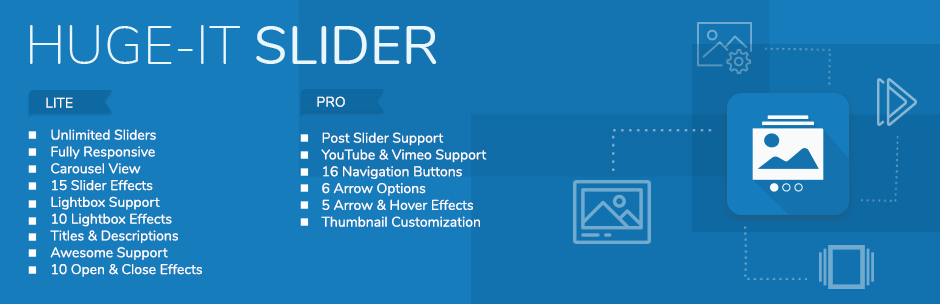 HUGE-IT SLIDER
LITE
Unlimited Sliders
Fully Responsive
Carousel View
15 Slider Effects
Lightbox Support
10 Lightbox Effects
Titles & Descriptions
Awesome Support
10 Open & Close Effects
PRO
Post Slider Support
YouTube & Vimeo Support
16 Navigation Buttons
6 Arrow Options
5 Arrow & Hover Effects
Thumbnail Customization